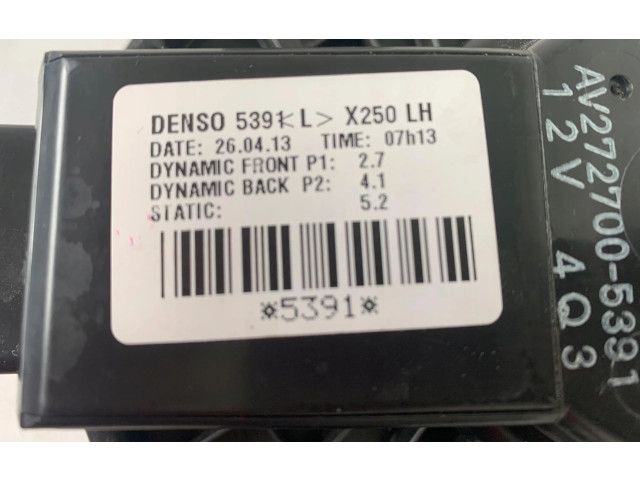 DENSO 5391<L> X250 LH
DATE: 26.04.13 TIME: 07h13
DYNAMIC FRONT P1: 2.7
DYNAMIC BACK P2: 4.1
STATIC: 5.2
*5391*
AV272700-5391
12V 4Q3